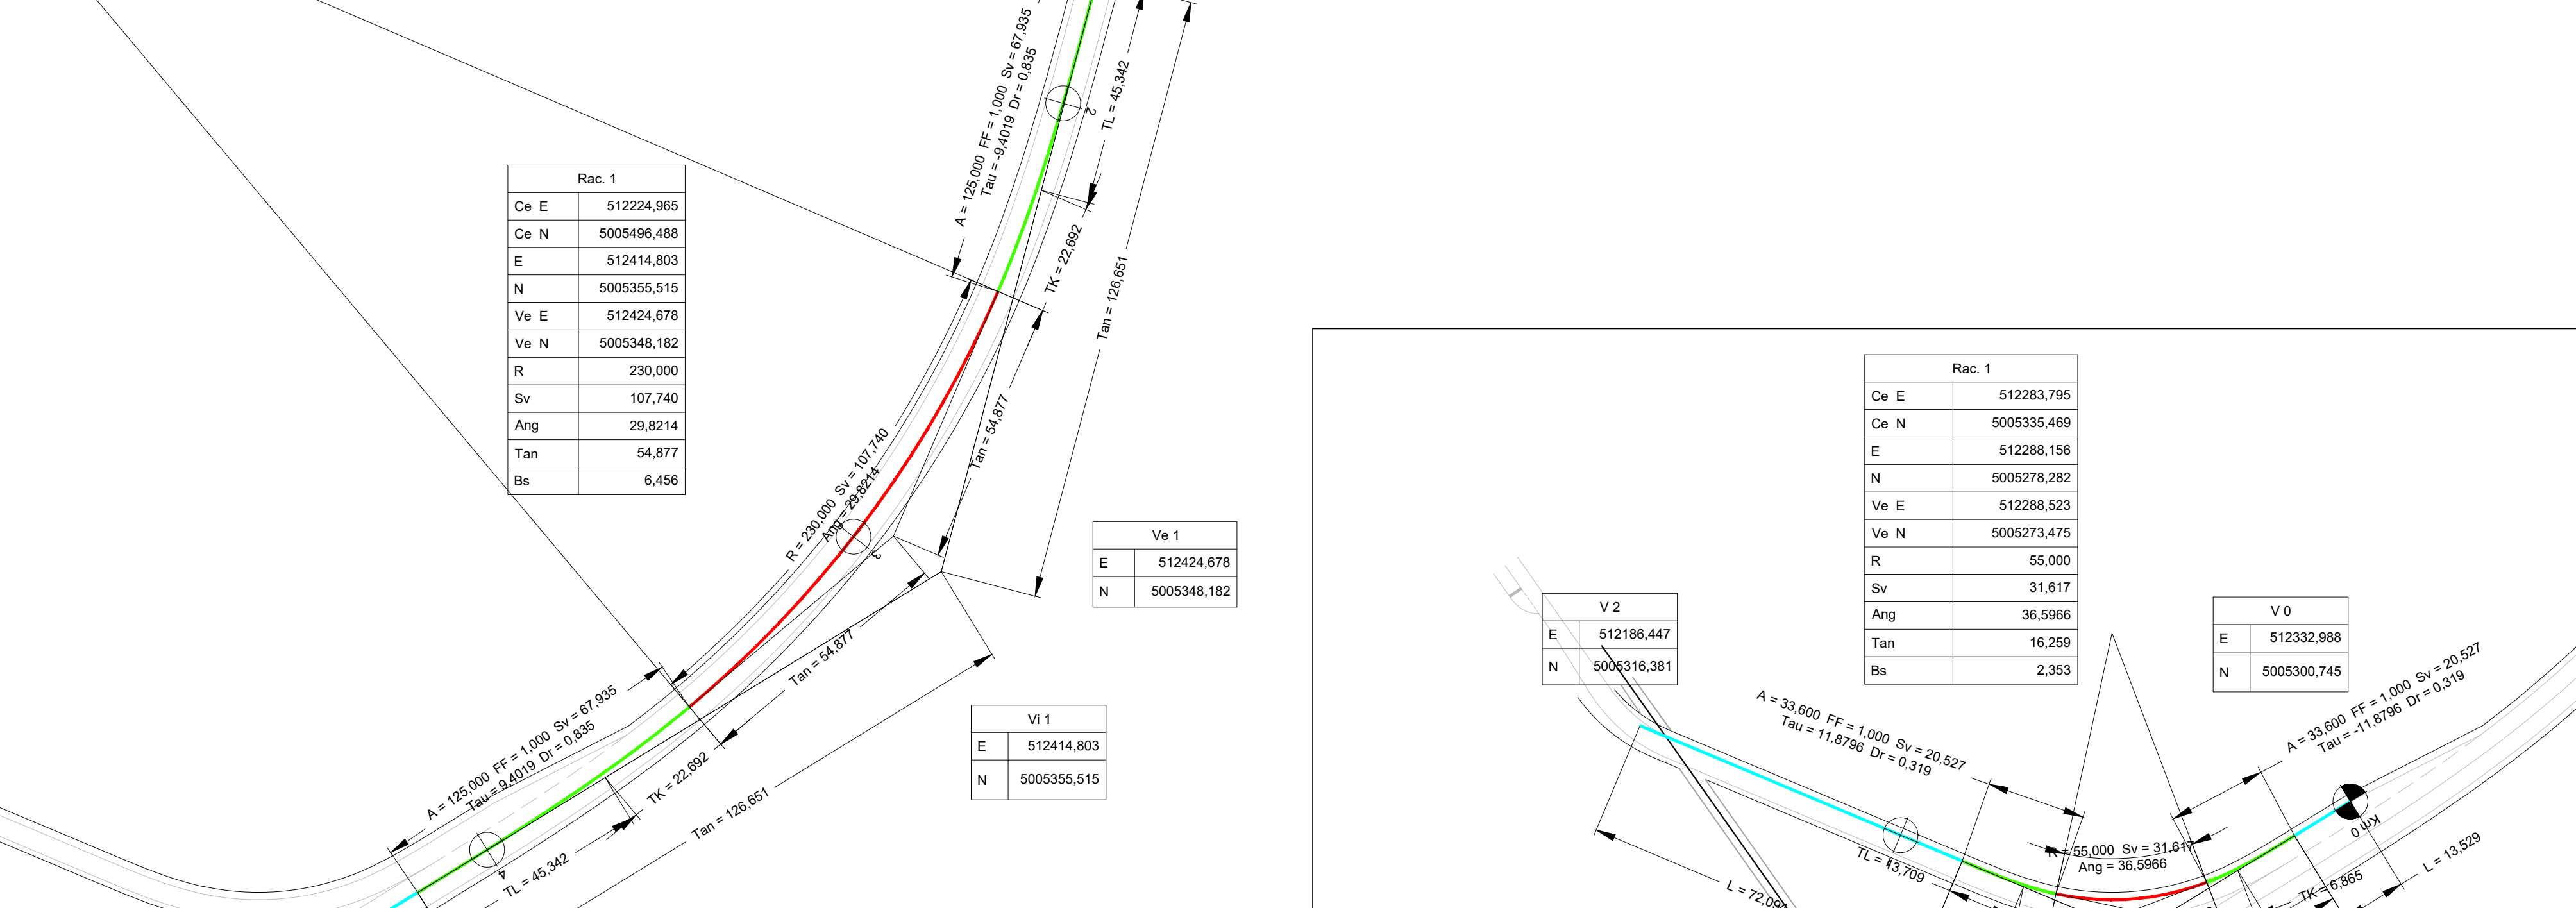 A = 125,000 FF = 1,000 Sv = 67,935
Tau = -9,4019 Dr = 0,835
2
TL = 45,342
TK = 22,692
Tan = 126,651
Tan = 54,877
Rac. 1
Ce E 512224,965
Ce N 5005496,488
E 512414,803
N 5005355,515
Ve E 512424,678
Ve N 5005348,182
R 230,000
Sv 107,740
Ang 29,8214
Tan 54,877
Bs 6,456
R = 230,000 Sv = 107,740
Ang = 29,8214
3
Ve 1
E 512424,678
N 5005348,182
Vi 1
E 512414,803
N 5005355,515
Tan = 54,877
A = 125,000 FF = 1,000 Sv = 67,935
Tau = 9,4019 Dr = 0,835
TK = 22,692
Tan = 126,651
4
TL = 45,342
Rac. 1
Ce E 512283,795
Ce N 5005335,469
E 512288,156
N 5005278,282
Ve E 512288,523
Ve N 5005273,475
R 55,000
Sv 31,617
Ang 36,5966
Tan 16,259
Bs 2,353
V 2
E 512186,447
N 5005316,381
V 0
E 512332,988
N 5005300,745
A = 33,600 FF = 1,000 Sv = 20,527
Tau = 11,8796 Dr = 0,319
A = 33,600 FF = 1,000 Sv = 20,527
Tau = -11,8796 Dr = 0,319
Km 0
R = 55,000 Sv = 31,617
Ang = 36,5966
TL = 43,709
L = 13,529
TK = 6,865